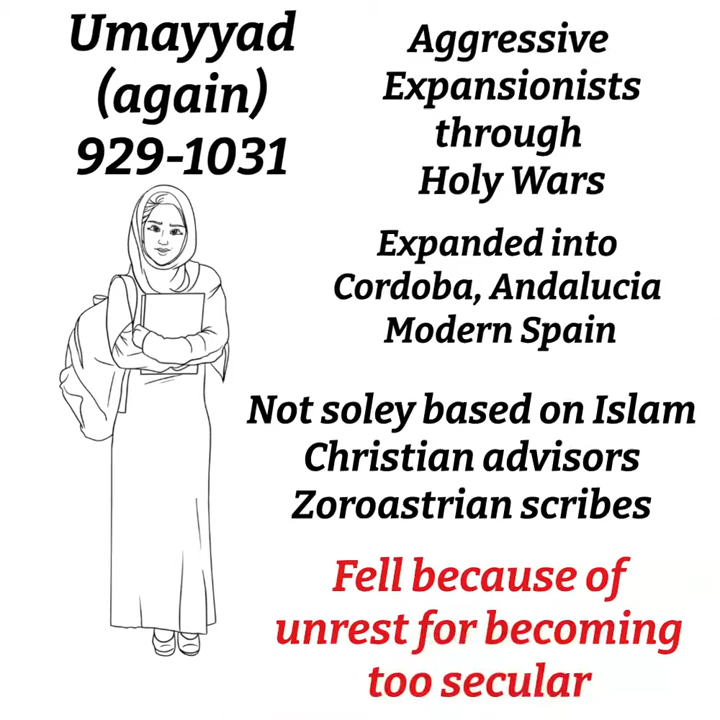 Umayyad
(again)
929-1031
Aggressive
Expansionists
through
Holy Wars
Expanded into
Cordoba, Andalucia
Modern Spain
Not soley based on Islam
Christian advisors
Zoroastrian scribes
Fell because of
unrest for becoming
too secular